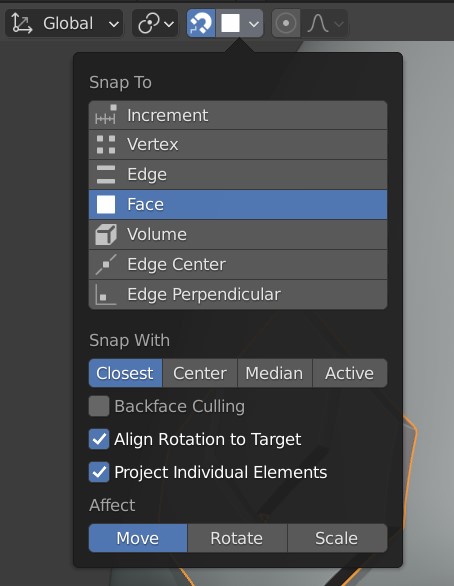 Global
Snap To
Increment
Vertex
Edge
Face
Volume
Edge Center
Edge Perpendicular
Snap With
Closest Center Median Active
Backface Culling
Align Rotation to Target
Project Individual Elements
Affect
Move Rotate Scale